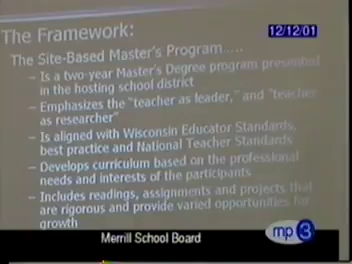 The Framework:
12/12/01
The Site-Based Master's Program.....
– Is a two-year Master's Degree program presented
in the hosting school district
– Emphasizes the "teacher as leader," and "teacher
as researcher"
– Is aligned with Wisconsin Educator Standards,
best practice and National Teacher Standards
– Develops curriculum based on the professional
needs and interests of the participants
– Includes readings, assignments and projects that
are rigorous and provide varied opportunities for
growth
Merrill School Board
mp3